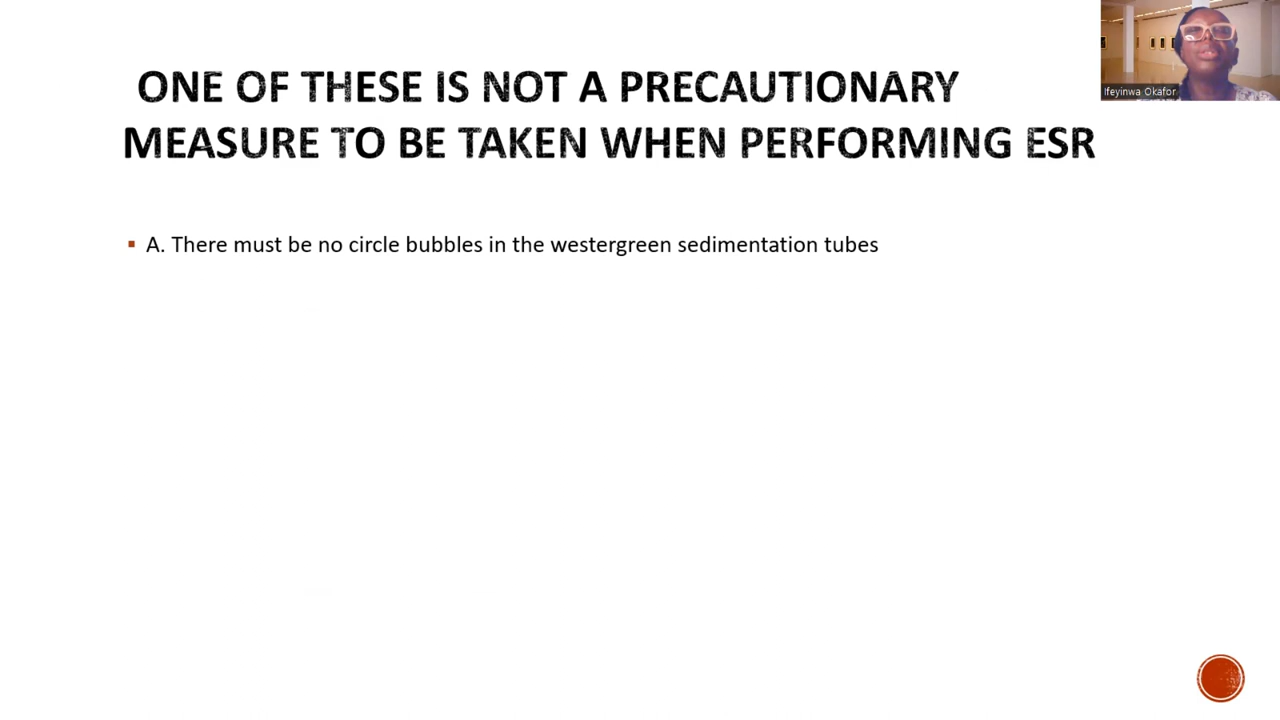 Ifeyinwa Okafor
ONE OF THESE IS NOT A PRECAUTIONARY
MEASURE TO BE TAKEN WHEN PERFORMING ESR
▪ A. There must be no circle bubbles in the westergreen sedimentation tubes